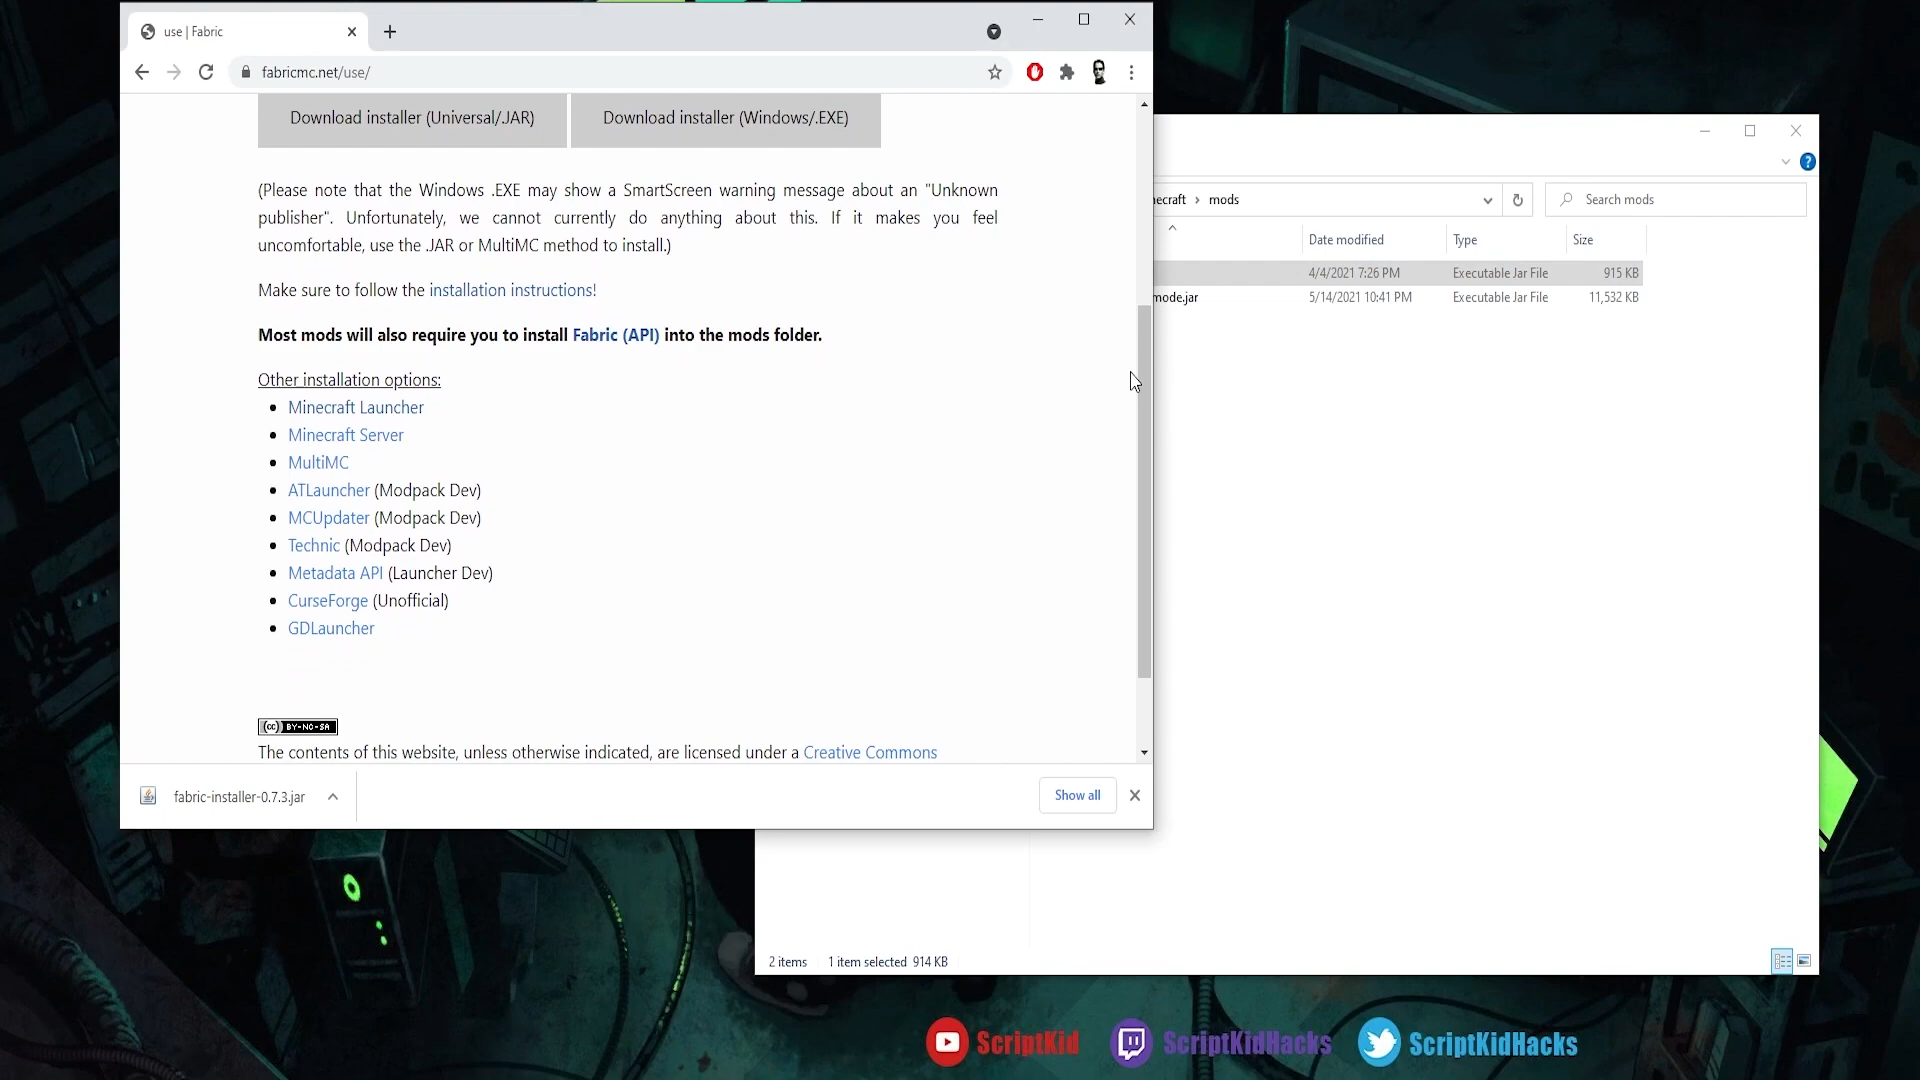 use | Fabric
fabricmc.net/use/
Download installer (Universal/.JAR)
Download installer (Windows/.EXE)
(Please note that the Windows .EXE may show a SmartScreen warning message about an "Unknown
publisher". Unfortunately, we cannot currently do anything about this. If it makes you feel
uncomfortable, use the .JAR or MultiMC method to install.)
Make sure to follow the installation instructions!
Most mods will also require you to install Fabric (API) into the mods folder.
Other installation options:
Minecraft Launcher
Minecraft Server
MultiMC
ATLauncher (Modpack Dev)
MCUpdater (Modpack Dev)
Technic (Modpack Dev)
Metadata API (Launcher Dev)
CurseForge (Unofficial)
GDLauncher
(cc) BY-NO-SA
The contents of this website, unless otherwise indicated, are licensed under a Creative Commons
fabric-installer-0.7.3.jar
Show all
necraft › mods
Search mods
Date modified Type Size
4/4/2021 7:26 PM Executable Jar File 915 KB
mode.jar 5/14/2021 10:41 PM Executable Jar File 11,532 KB
2 items 1 item selected 914 KB
ScriptKid
ScriptKidHacks
ScriptKidHacks